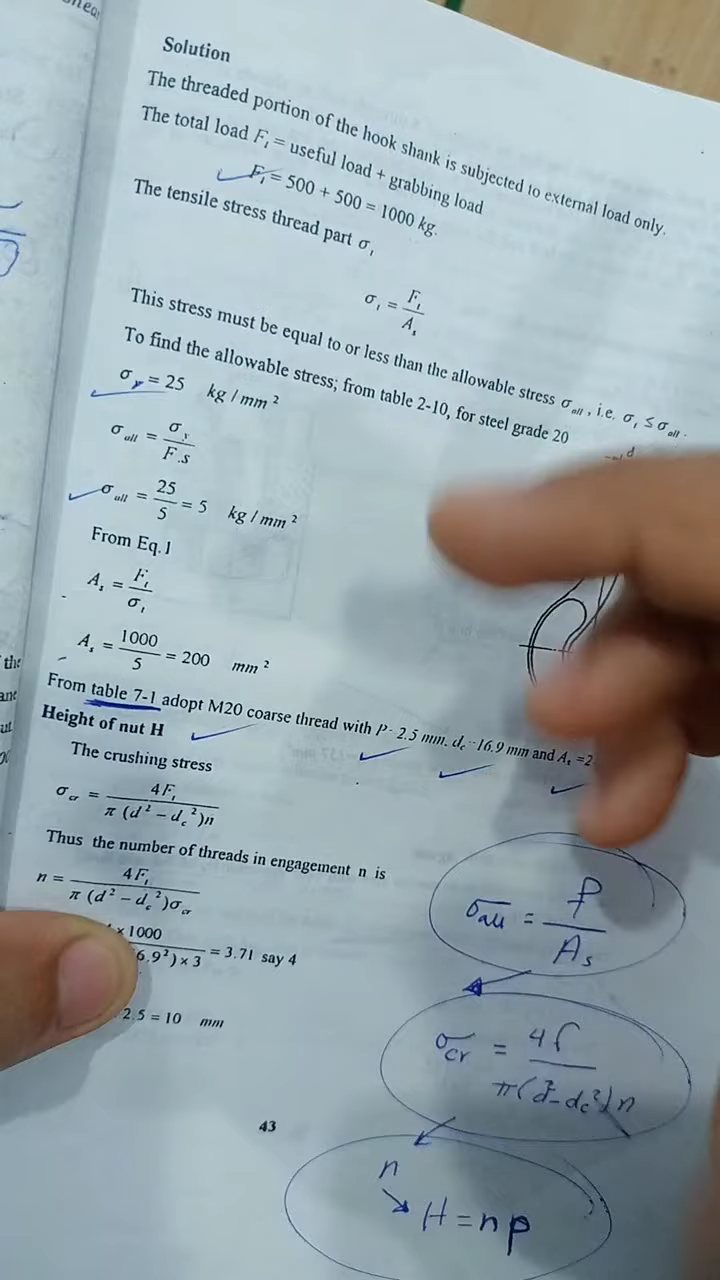 Solution
The threaded portion of the hook shank is subjected to external load only.
The total load F_t = useful load + grabbing load
F_t = 500 + 500 = 1000 kg.
The tensile stress thread part σ_t
σ_t = F_t / A_s
This stress must be equal to or less than the allowable stress σ_all, i.e. σ_t ≤ σ_all.
To find the allowable stress; from table 2-10, for steel grade 20
σ_y = 25 kg / mm²
σ_all = σ_y / F.s
σ_all = 25 / 5 = 5 kg / mm²
From Eq.1
A_s = F_t / σ_t
A_s = 1000 / 5 = 200 mm²
From table 7-1 adopt M20 coarse thread with P = 2.5 mm. d_c = 16.9 mm and A_s = 2
Height of nut H
The crushing stress
σ_cr = 4F_t / π (d² − d_c²)n
Thus the number of threads in engagement n is
n = 4F_t / π (d² − d_c²)σ_cr
×1000 / 6.9²) × 3 = 3.71 say 4
2.5 = 10 mm
43
σ_all = P / A_s
σ_cr = 4F / π(d² − d_c²) n
n
H = np
the
d